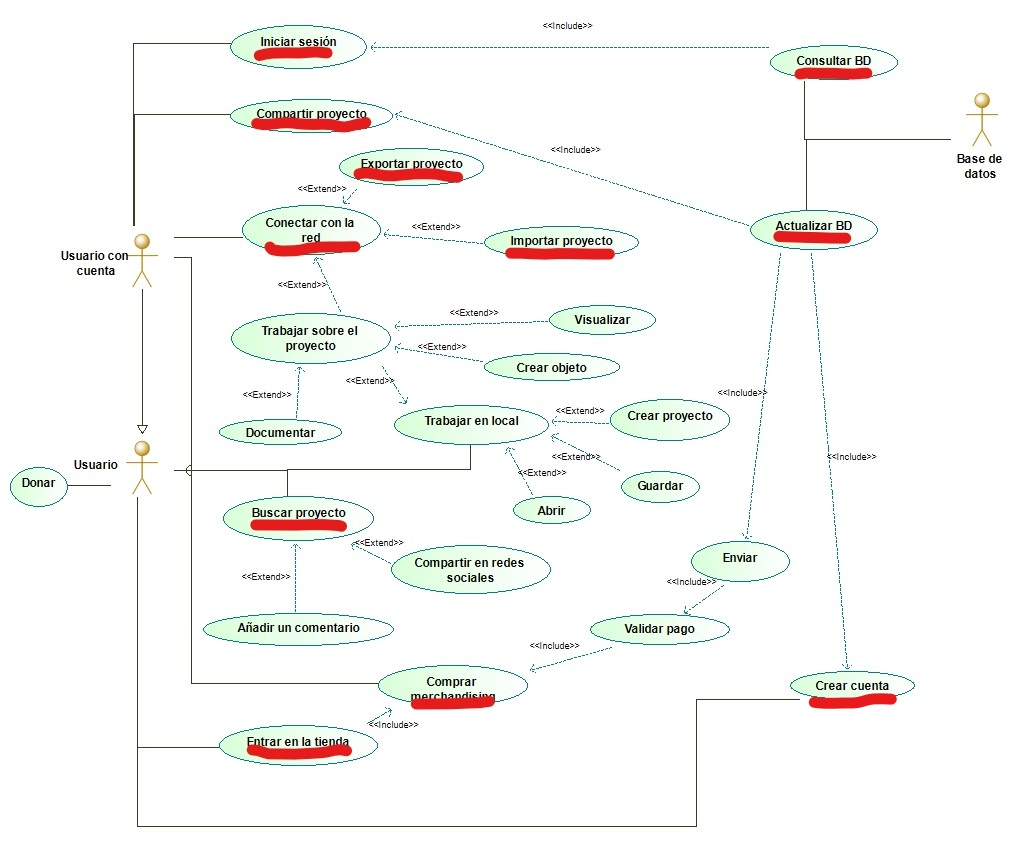 <<Include>>
Iniciar sesión
Consultar BD
Compartir proyecto
<<Include>>
Base de
datos
Exportar proyecto
<<Extend>>
Conectar con la
red
<<Extend>>
Importar proyecto
Actualizar BD
Usuario con
cuenta
<<Extend>>
Trabajar sobre el
proyecto
<<Extend>>
Visualizar
<<Extend>>
Crear objeto
<<Extend>>
<<Extend>>
<<Include>>
Documentar
Trabajar en local
<<Extend>>
Crear proyecto
<<Extend>>
<<Include>>
Usuario
<<Extend>>
Donar
Guardar
Abrir
Buscar proyecto
<<Extend>>
Compartir en redes
sociales
Enviar
<<Extend>>
<<Include>>
Añadir un comentario
Validar pago
<<Include>>
Comprar
merchandising
Crear cuenta
<<Include>>
Entrar en la tienda